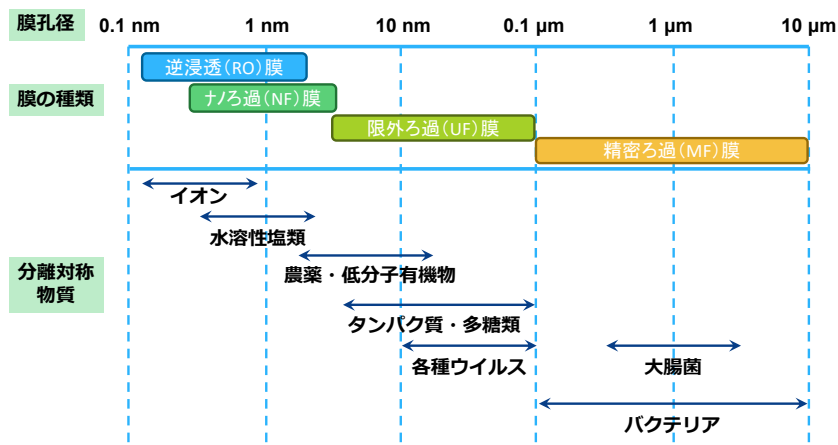 膜孔径
0.1 nm
1 nm
10 nm
0.1 µm
1 µm
10 µm
膜の種類
逆浸透(RO)膜
ナノろ過(NF)膜
限外ろ過(UF)膜
精密ろ過(MF)膜
分離対称
物質
イオン
水溶性塩類
農薬・低分子有機物
タンパク質・多糖類
各種ウイルス
大腸菌
バクテリア